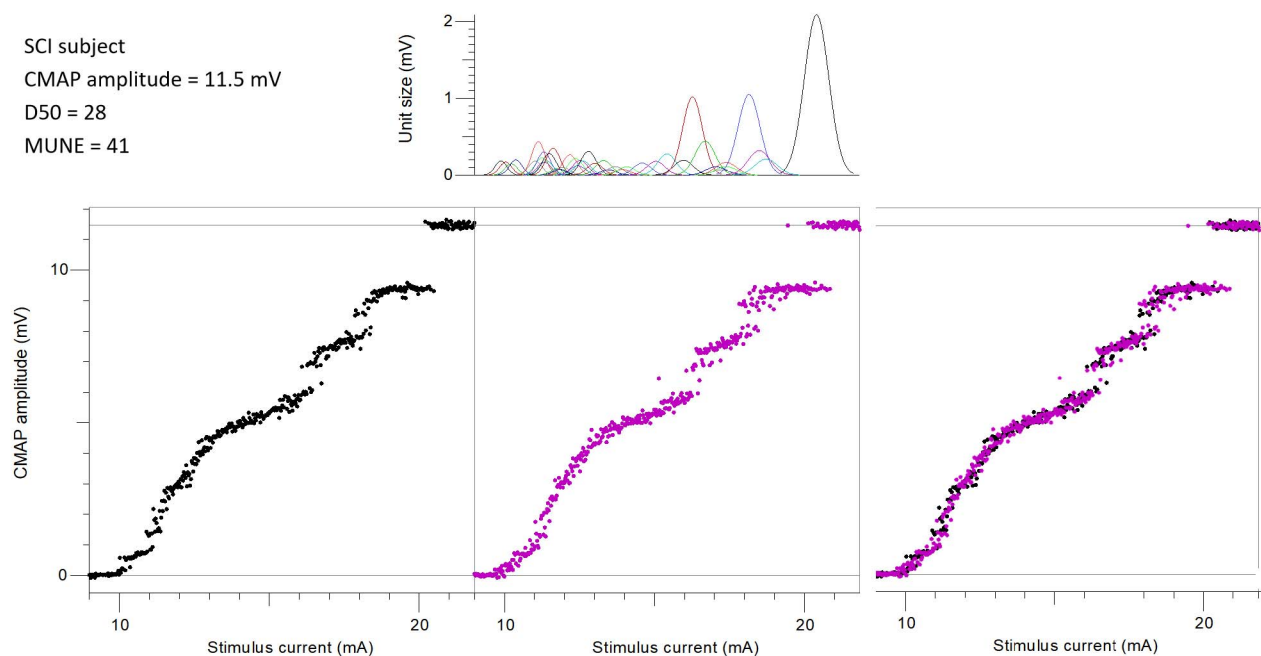 SCI subject
CMAP amplitude = 11.5 mV
D50 = 28
MUNE = 41
Unit size (mV)
2
1
0
CMAP amplitude (mV)
10
0
10
20
Stimulus current (mA)
10
20
Stimulus current (mA)
10
20
Stimulus current (mA)